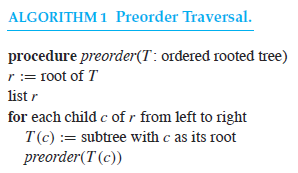 ALGORITHM 1 Preorder Traversal.
procedure preorder(T: ordered rooted tree)
r := root of T
list r
for each child c of r from left to right
T(c) := subtree with c as its root
preorder(T(c))